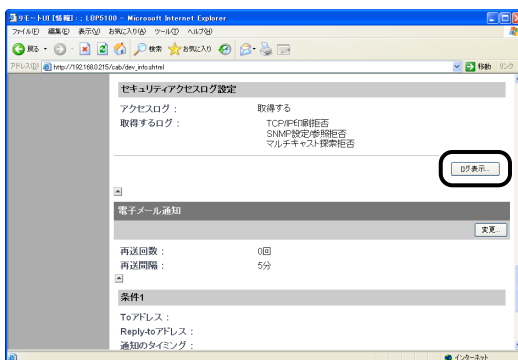 リモートUI [情報] : ; LBP5100 - Microsoft Internet Explorer
ファイル(F) 編集(E) 表示(V) お気に入り(A) ツール(T) ヘルプ(H)
戻る 検索 お気に入り
アドレス(D) http://192.168.0.215/cab/dev_info.shtml 移動 リンク
セキュリティアクセスログ設定
アクセスログ : 取得する
取得するログ : TCP/IP印刷拒否
SNMP設定/参照拒否
マルチキャスト探索拒否
ログ表示...
電子メール通知
変更...
再送回数 : 0回
再送間隔 : 5分
条件1
Toアドレス :
Reply-toアドレス :
通知のタイミング :
インターネット